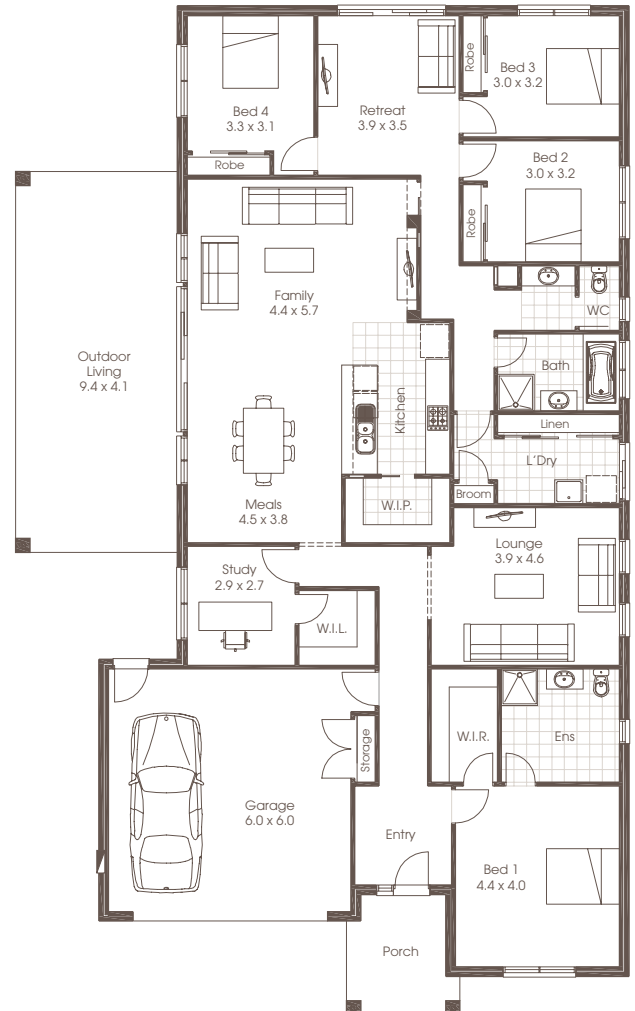 Robe
Bed 3
3.0 x 3.2
Bed 4
3.3 x 3.1
Retreat
3.9 x 3.5
Robe
Bed 2
3.0 x 3.2
Robe
Family
4.4 x 5.7
WC
Outdoor
Living
9.4 x 4.1
Bath
Kitchen
Linen
L'Dry
Meals
4.5 x 3.8
W.I.P.
Broom
Lounge
3.9 x 4.6
Study
2.9 x 2.7
W.I.L.
Storage
W.I.R.
Ens
Garage
6.0 x 6.0
Entry
Bed 1
4.4 x 4.0
Porch